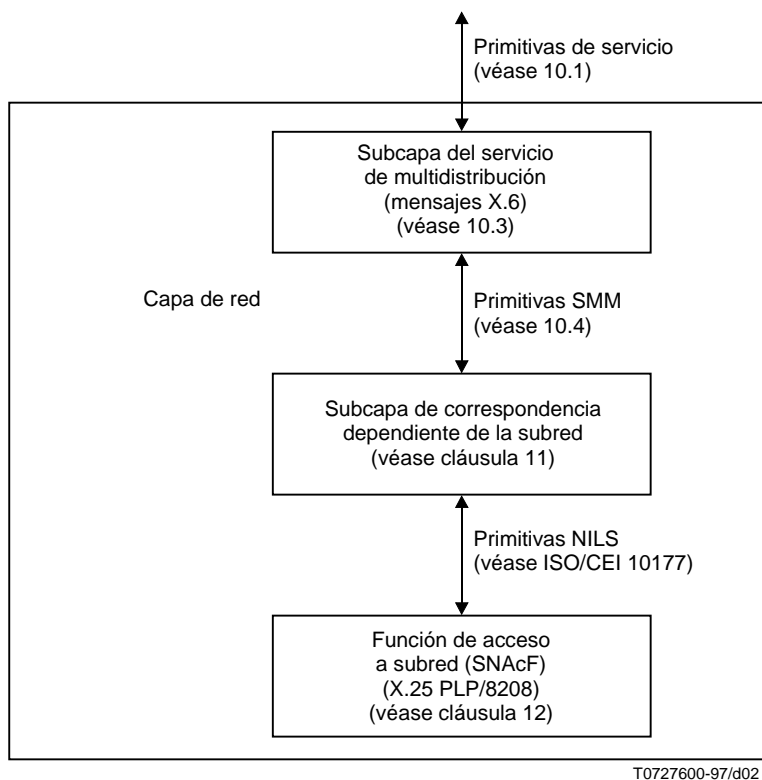 Primitivas de servicio
(véase 10.1)
Subcapa del servicio
de multidistribución
(mensajes X.6)
(véase 10.3)
Capa de red
Primitivas SMM
(véase 10.4)
Subcapa de correspondencia
dependiente de la subred
(véase cláusula 11)
Primitivas NILS
(véase ISO/CEI 10177)
Función de acceso
a subred (SNAcF)
(X.25 PLP/8208)
(véase cláusula 12)
T0727600-97/d02